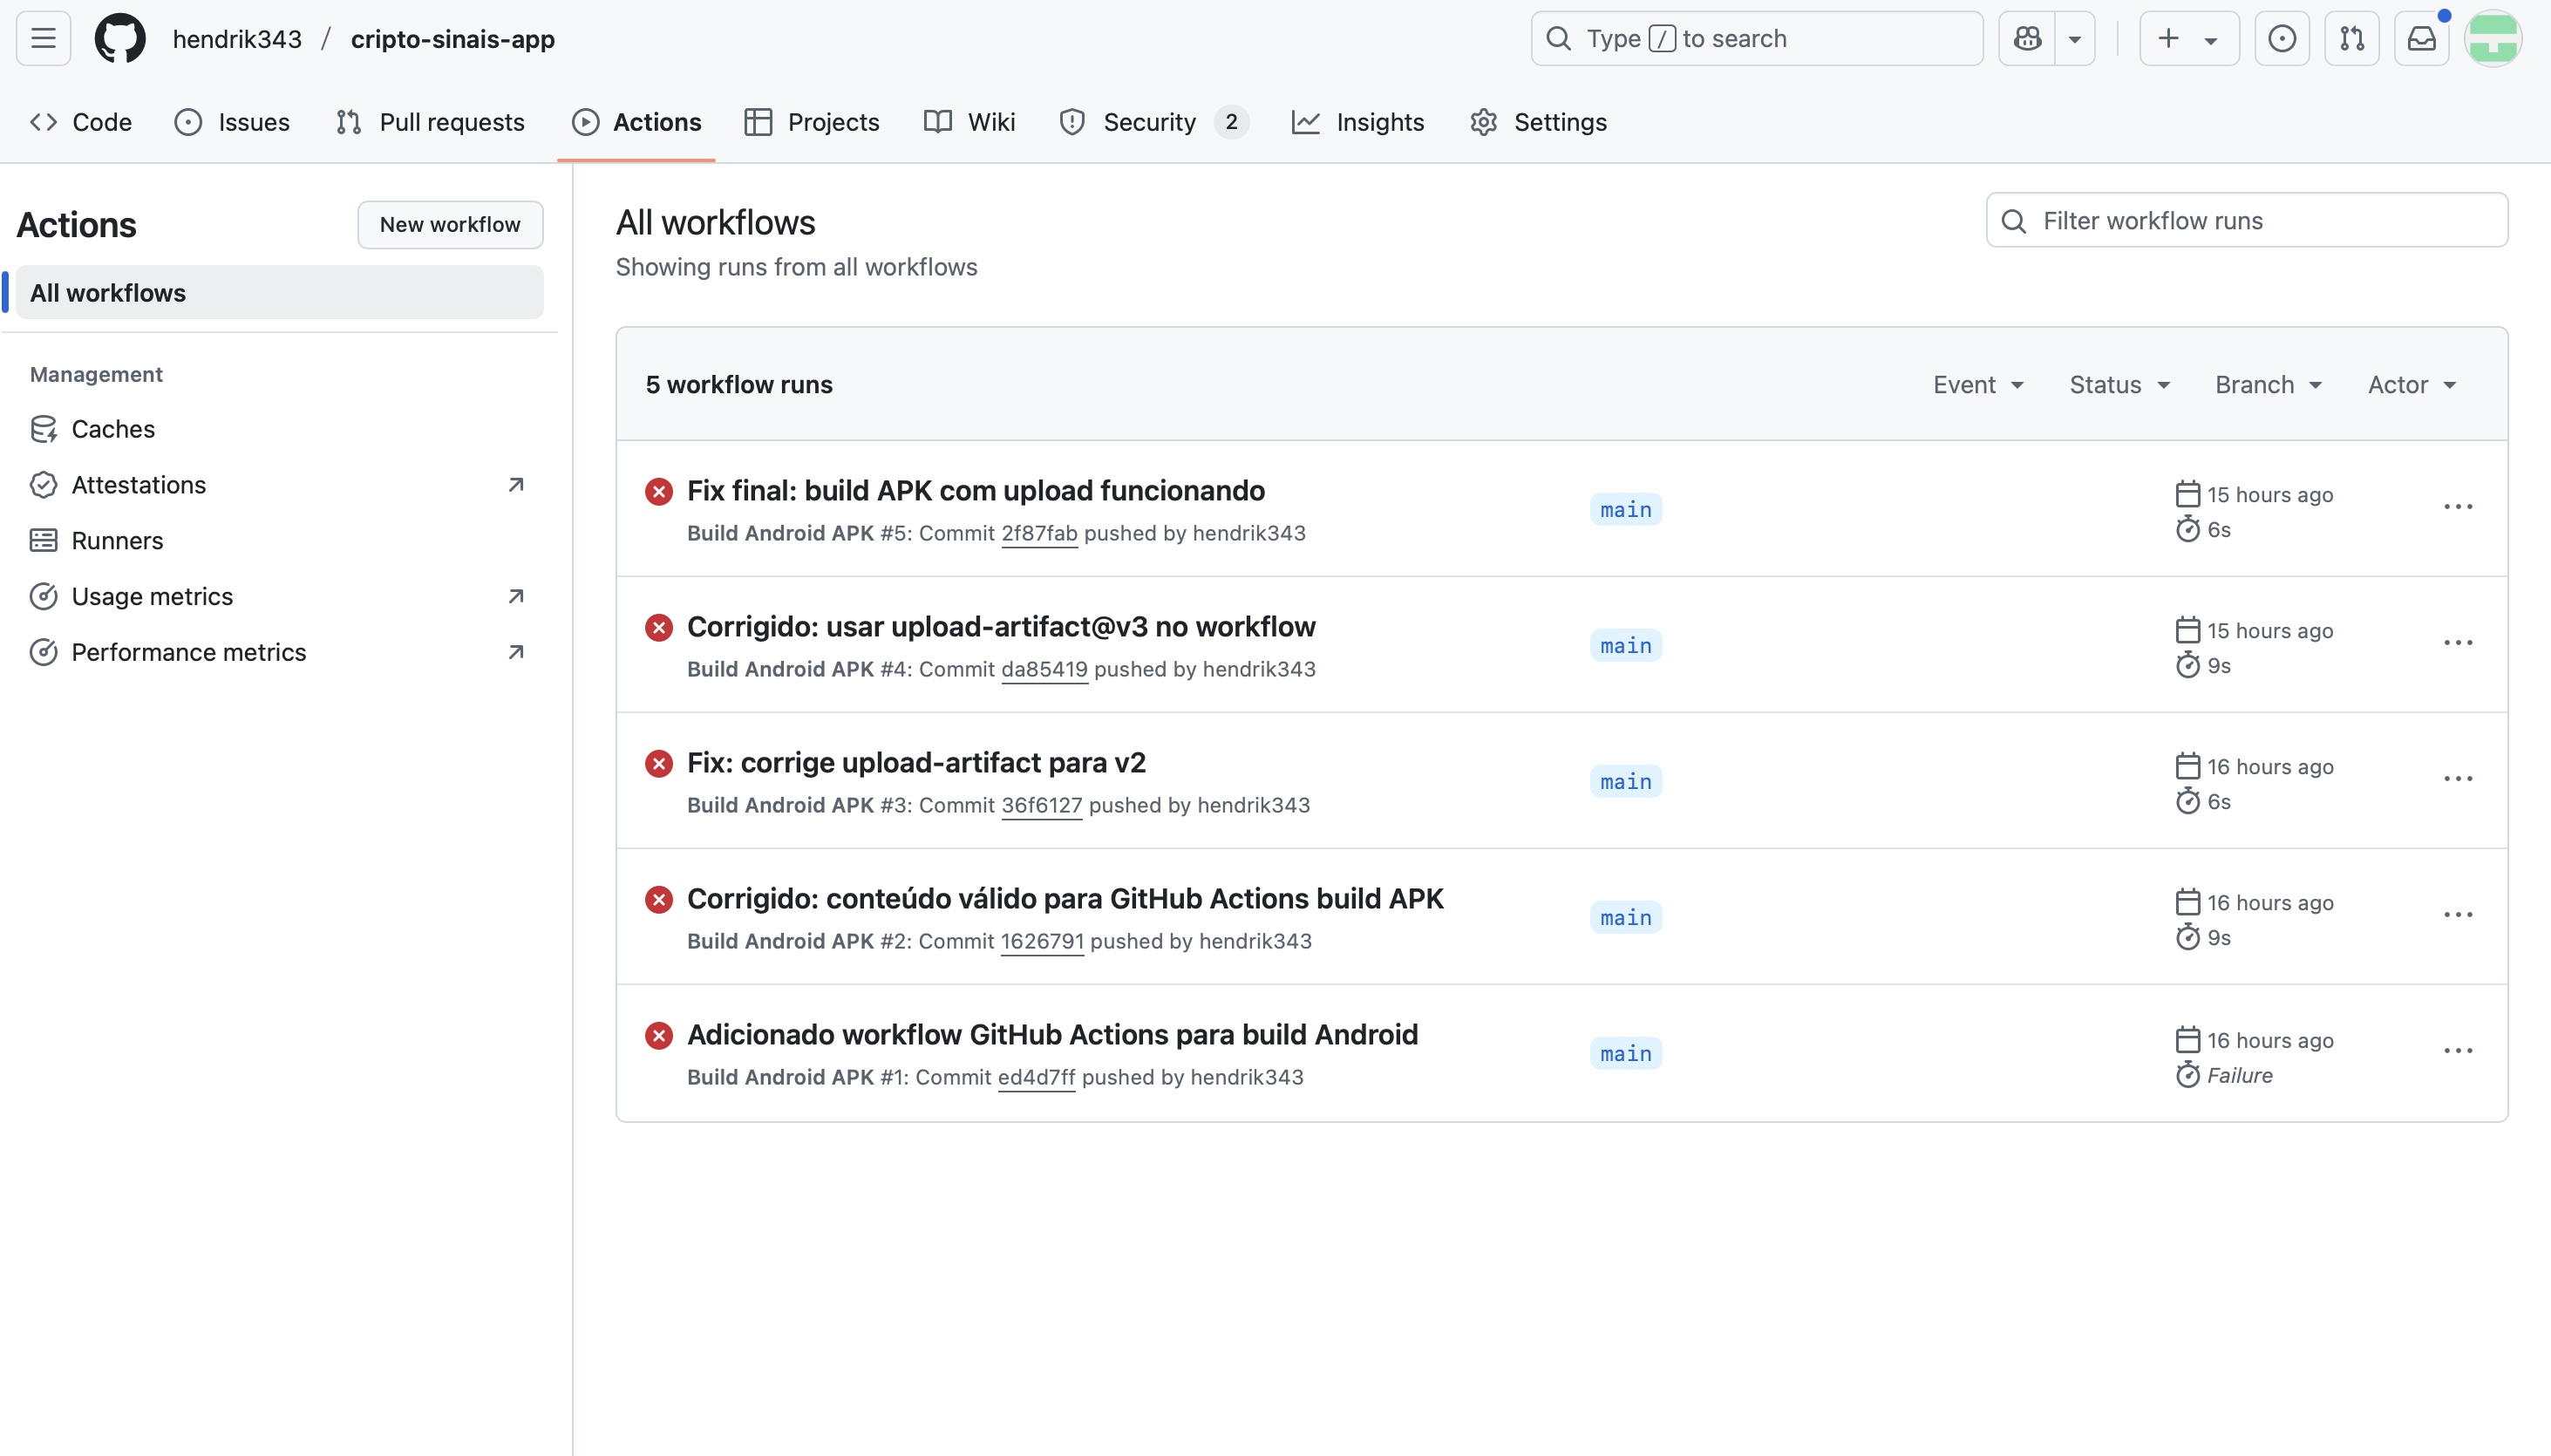 hendrik343 / cripto-sinais-app
Type / to search
Code
Issues
Pull requests
Actions
Projects
Wiki
Security 2
Insights
Settings
Actions
New workflow
All workflows
Management
Caches
Attestations
Runners
Usage metrics
Performance metrics
All workflows
Showing runs from all workflows
Filter workflow runs
5 workflow runs
Event
Status
Branch
Actor
Fix final: build APK com upload funcionando
Build Android APK #5: Commit 2f87fab pushed by hendrik343
main
15 hours ago
6s
Corrigido: usar upload-artifact@v3 no workflow
Build Android APK #4: Commit da85419 pushed by hendrik343
main
15 hours ago
9s
Fix: corrige upload-artifact para v2
Build Android APK #3: Commit 36f6127 pushed by hendrik343
main
16 hours ago
6s
Corrigido: conteúdo válido para GitHub Actions build APK
Build Android APK #2: Commit 1626791 pushed by hendrik343
main
16 hours ago
9s
Adicionado workflow GitHub Actions para build Android
Build Android APK #1: Commit ed4d7ff pushed by hendrik343
main
16 hours ago
Failure